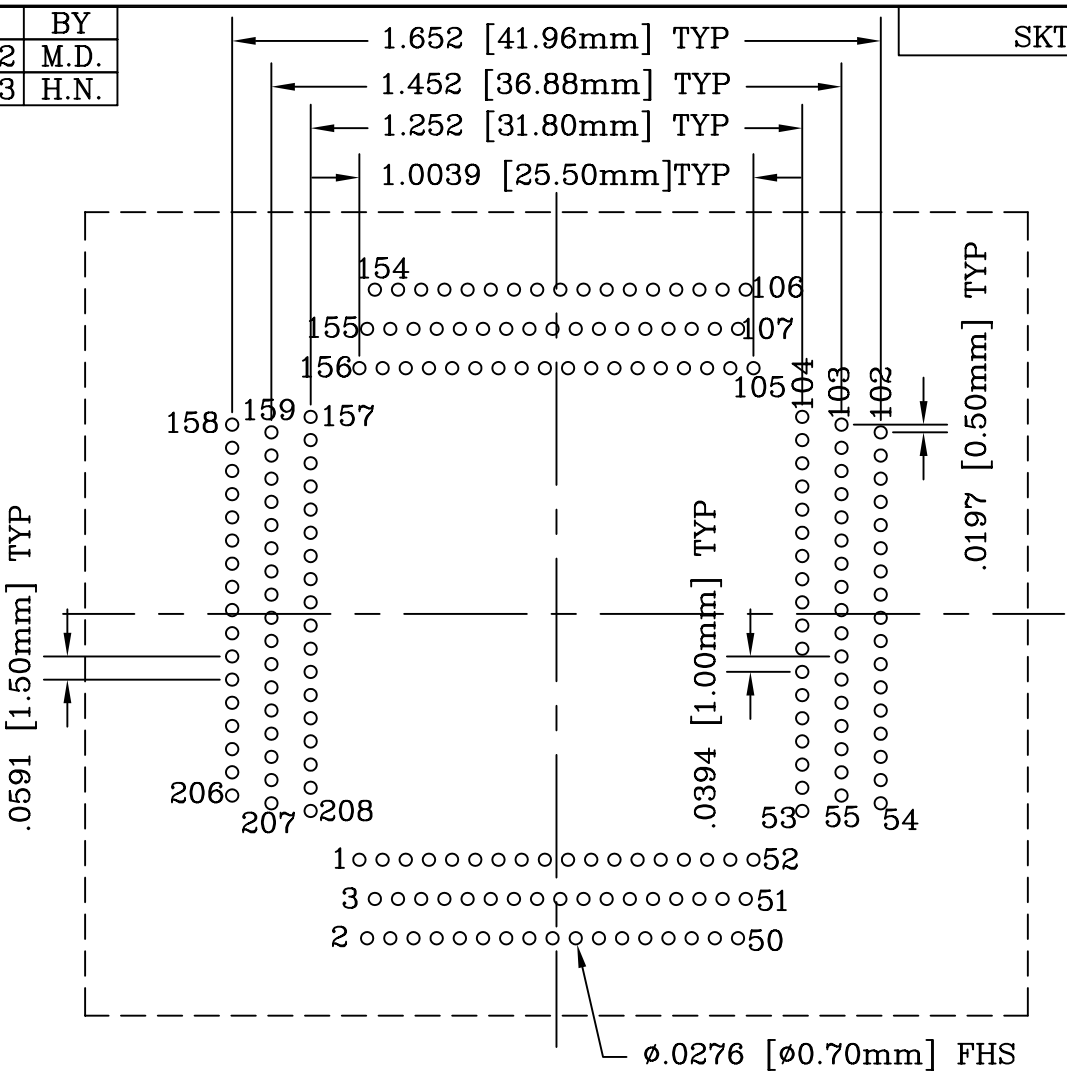 BY
2 M.D.
3 H.N.
SKT
1.652 [41.96mm] TYP
1.452 [36.88mm] TYP
1.252 [31.80mm] TYP
1.0039 [25.50mm]TYP
154
106
155
107
156
105
104
103
102
158
159
157
.0197 [0.50mm] TYP
.0591 [1.50mm] TYP
.0394 [1.00mm] TYP
206
207
208
53
55
54
1
52
3
51
2
50
ø.0276 [ø0.70mm] FHS